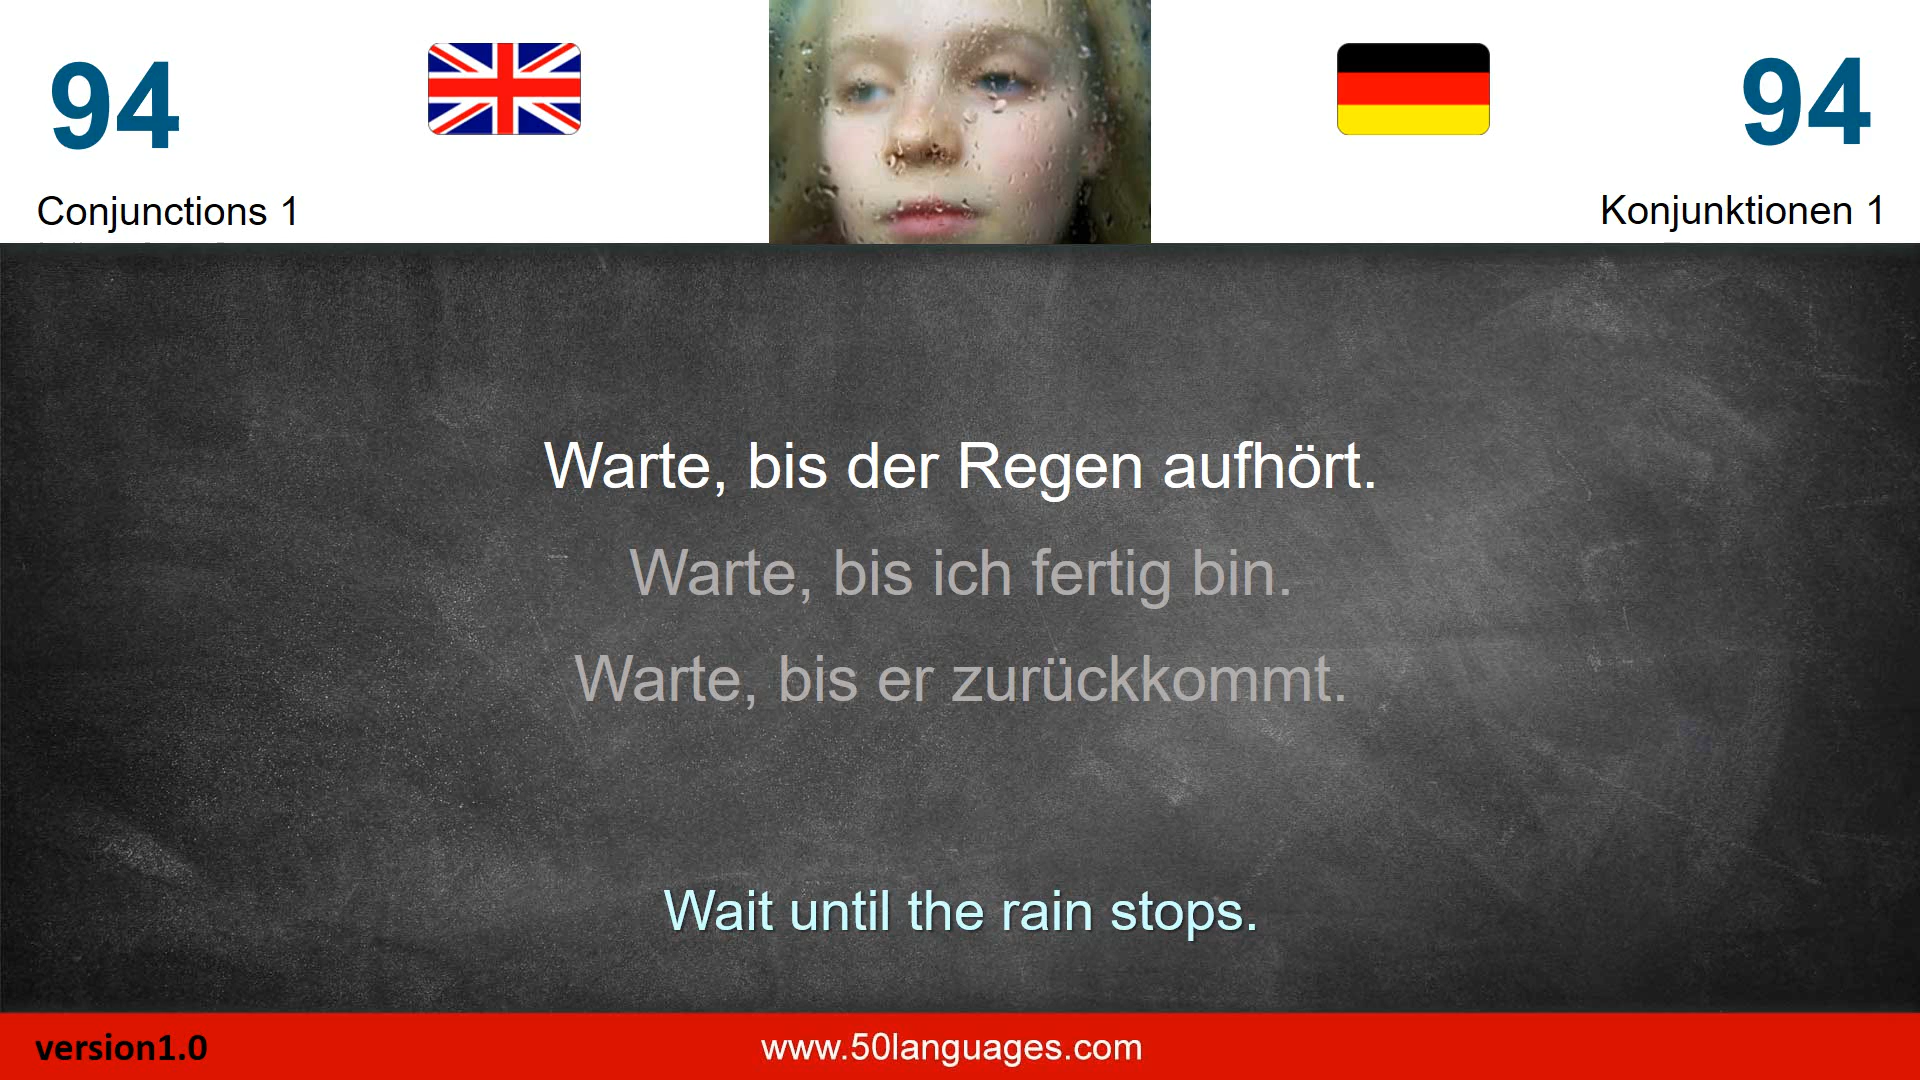 94
94
Conjunctions 1
Konjunktionen 1
Warte, bis der Regen aufhört.
Warte, bis ich fertig bin.
Warte, bis er zurückkommt.
Wait until the rain stops.
version1.0
www.50languages.com